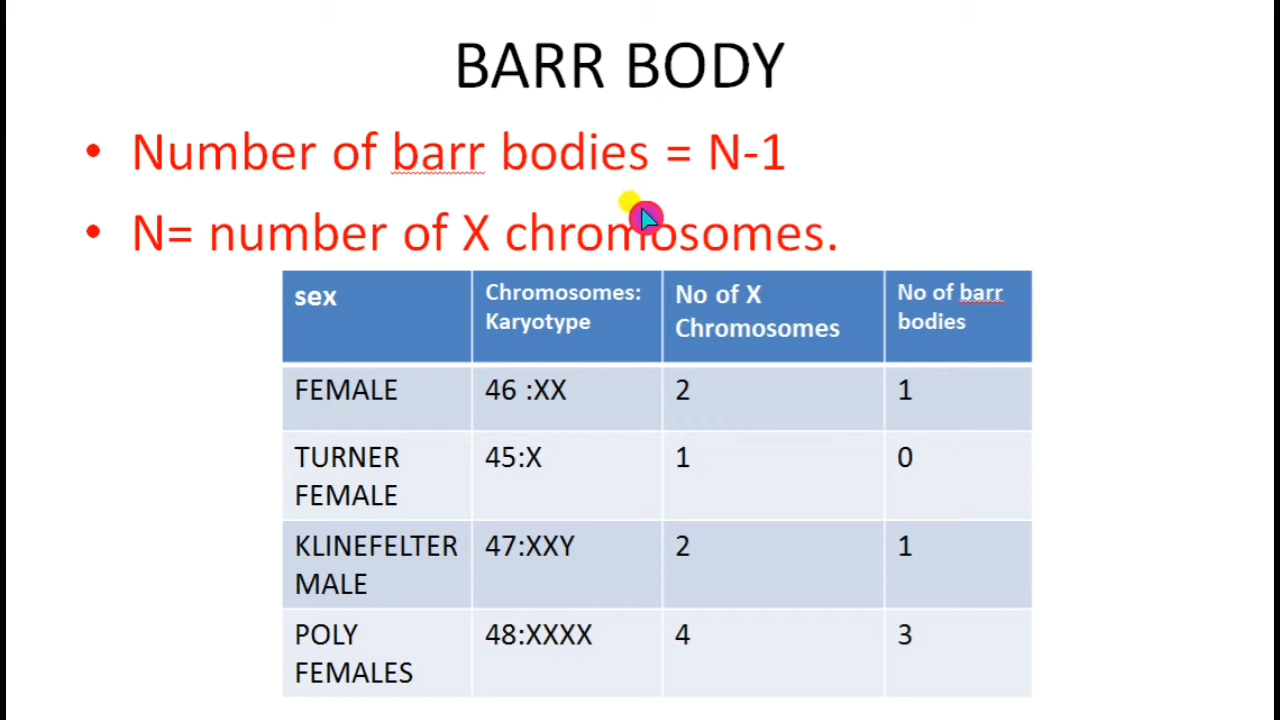 BARR BODY
• Number of barr bodies = N-1
• N= number of X chromosomes.
sex Chromosomes: Karyotype No of X Chromosomes No of barr bodies
FEMALE 46 :XX 2 1
TURNER FEMALE 45:X 1 0
KLINEFELTER MALE 47:XXY 2 1
POLY FEMALES 48:XXXX 4 3